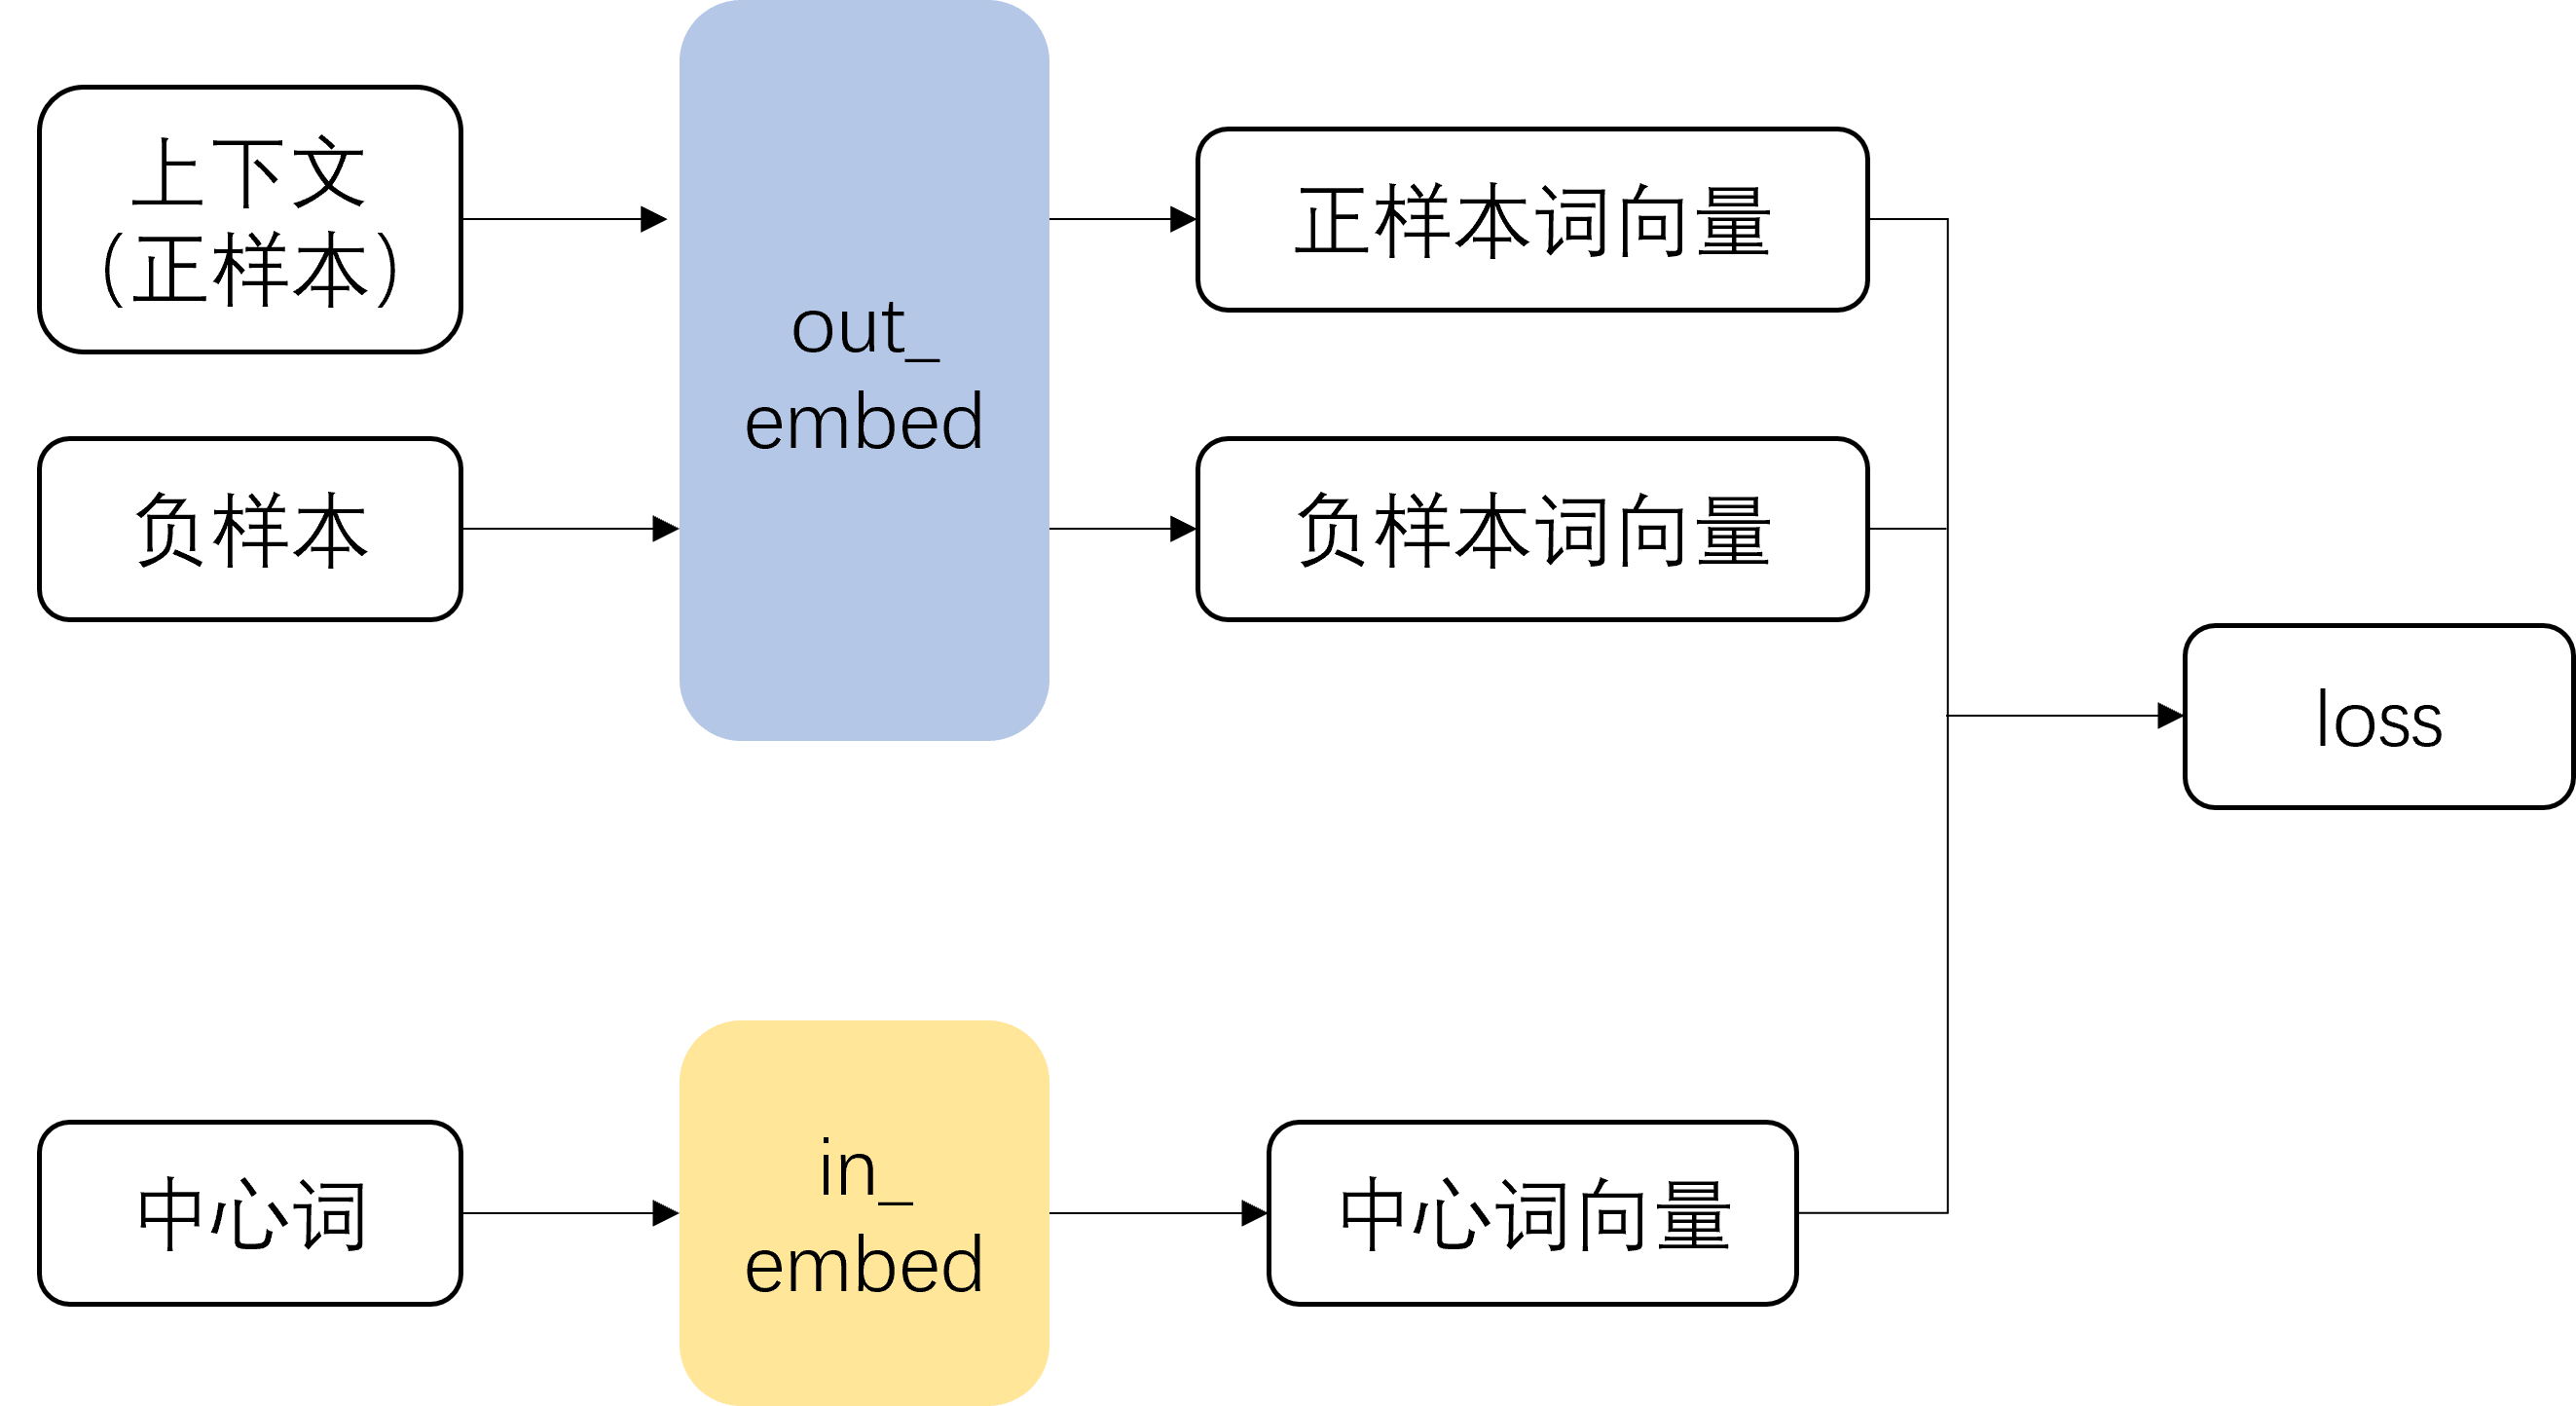 上下文
（正样本）
out_
embed
正样本词向量
负样本
负样本词向量
loss
中心词
in_
embed
中心词向量